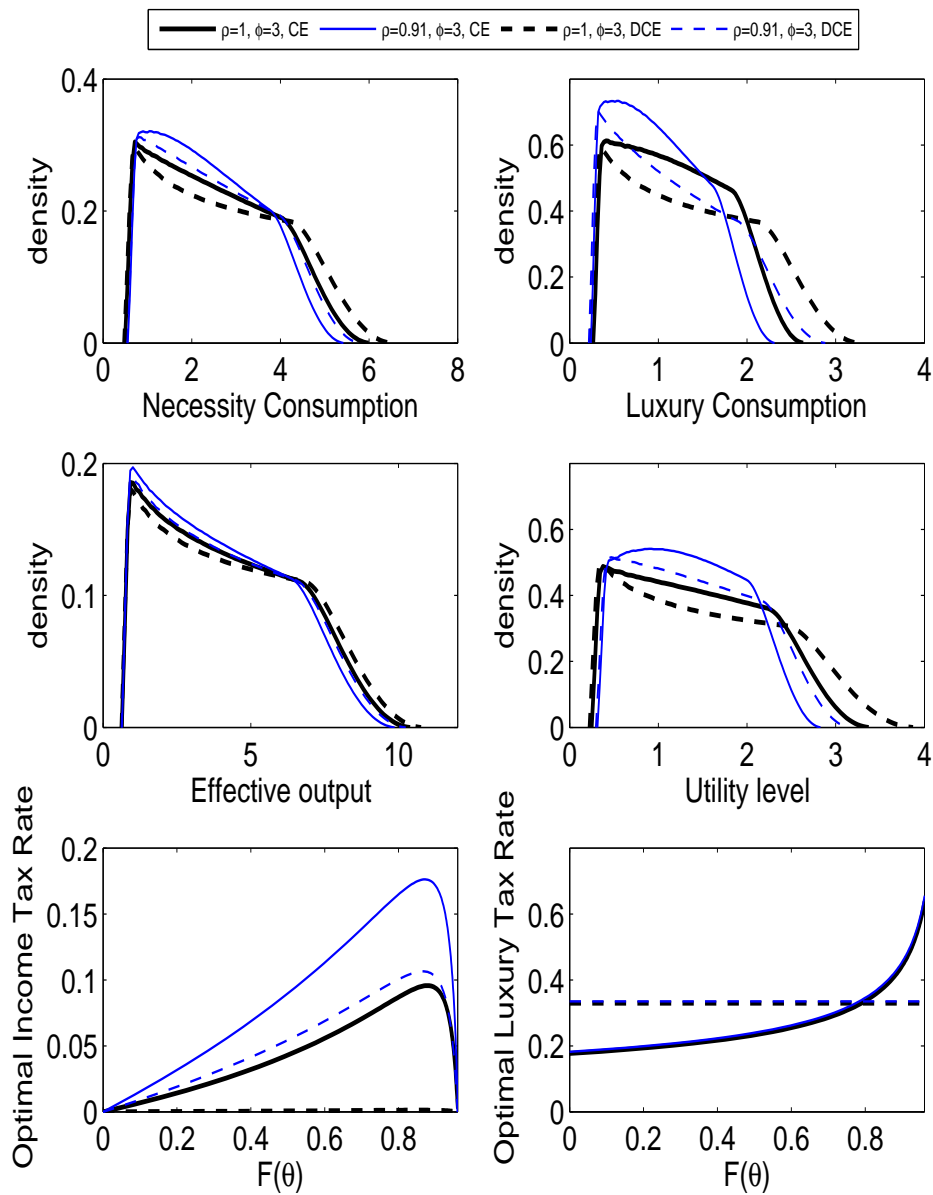 ρ=1, φ=3, CE ρ=0.91, φ=3, CE ρ=1, φ=3, DCE ρ=0.91, φ=3, DCE
0.4
0.2
0
density
0 2 4 6 8
Necessity Consumption
0.6
0.4
0.2
0
density
0 1 2 3 4
Luxury Consumption
0.2
0.1
0
density
0 5 10
Effective output
0.6
0.4
0.2
0
density
0 1 2 3 4
Utility level
0.2
0.15
0.1
0.05
0
Optimal Income Tax Rate
0 0.2 0.4 0.6 0.8
F(θ)
0.6
0.4
0.2
0
Optimal Luxury Tax Rate
0 0.2 0.4 0.6 0.8
F(θ)